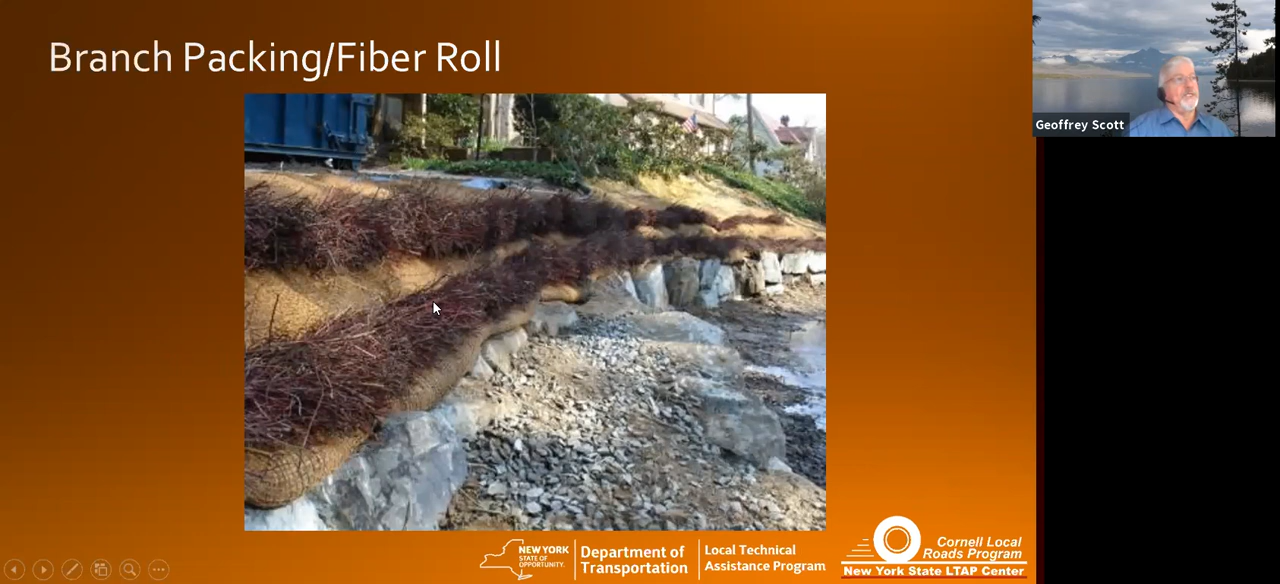 Branch Packing/Fiber Roll
Geoffrey Scott
NEW YORK
STATE OF
OPPORTUNITY.
Department of
Transportation
Local Technical
Assistance Program
Cornell Local
Roads Program
New York State LTAP Center